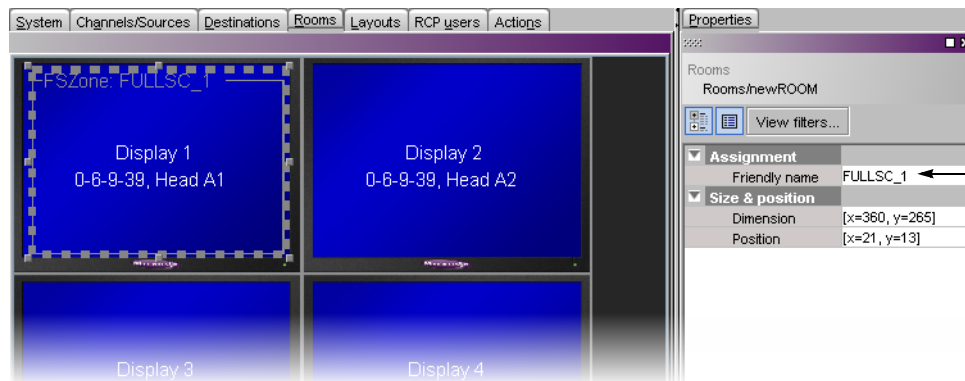 System Channels/Sources Destinations Rooms Layouts RCP users Actions
FSZone: FULLSC_1
Display 1
0-6-9-39, Head A1
Display 2
0-6-9-39, Head A2
Display 3
Display 4
Properties
Rooms
Rooms/newROOM
View filters...
Assignment
Friendly name FULLSC_1
Size & position
Dimension [x=360, y=265]
Position [x=21, y=13]